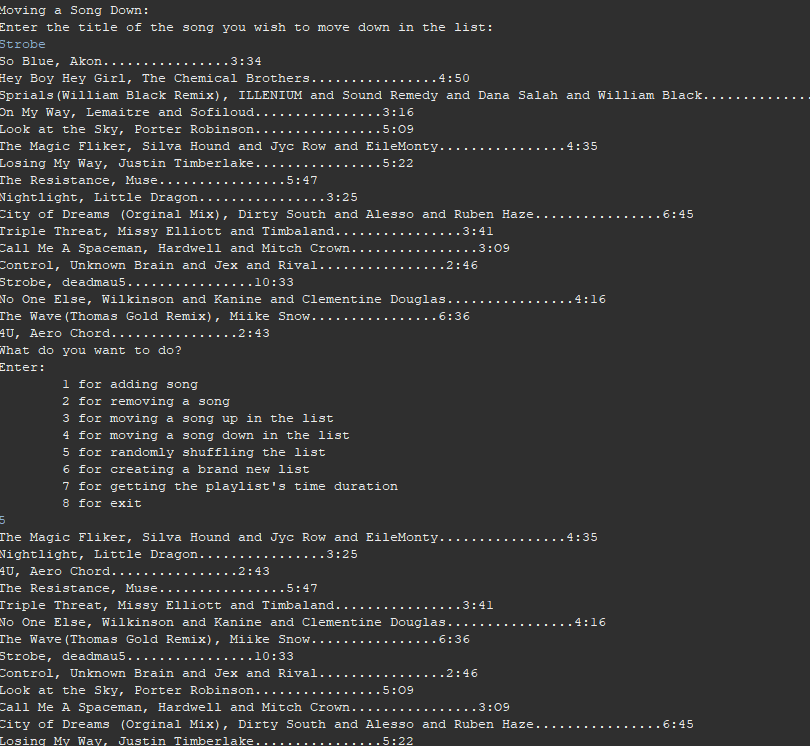 Moving a Song Down:
Enter the title of the song you wish to move down in the list:
Strobe
So Blue, Akon................3:34
Hey Boy Hey Girl, The Chemical Brothers................4:50
Sprials(William Black Remix), ILLENIUM and Sound Remedy and Dana Salah and William Black.............
On My Way, Lemaitre and Sofiloud................3:16
Look at the Sky, Porter Robinson................5:09
The Magic Fliker, Silva Hound and Jyc Row and EileMonty................4:35
Losing My Way, Justin Timberlake................5:22
The Resistance, Muse................5:47
Nightlight, Little Dragon................3:25
City of Dreams (Orginal Mix), Dirty South and Alesso and Ruben Haze................6:45
Triple Threat, Missy Elliott and Timbaland................3:41
Call Me A Spaceman, Hardwell and Mitch Crown................3:09
Control, Unknown Brain and Jex and Rival................2:46
Strobe, deadmau5................10:33
No One Else, Wilkinson and Kanine and Clementine Douglas................4:16
The Wave(Thomas Gold Remix), Miike Snow................6:36
4U, Aero Chord................2:43
What do you want to do?
Enter:
1 for adding song
2 for removing a song
3 for moving a song up in the list
4 for moving a song down in the list
5 for randomly shuffling the list
6 for creating a brand new list
7 for getting the playlist's time duration
8 for exit
5
The Magic Fliker, Silva Hound and Jyc Row and EileMonty................4:35
Nightlight, Little Dragon................3:25
4U, Aero Chord................2:43
The Resistance, Muse................5:47
Triple Threat, Missy Elliott and Timbaland................3:41
No One Else, Wilkinson and Kanine and Clementine Douglas................4:16
The Wave(Thomas Gold Remix), Miike Snow................6:36
Strobe, deadmau5................10:33
Control, Unknown Brain and Jex and Rival................2:46
Look at the Sky, Porter Robinson................5:09
Call Me A Spaceman, Hardwell and Mitch Crown................3:09
City of Dreams (Orginal Mix), Dirty South and Alesso and Ruben Haze................6:45
Losing My Way, Justin Timberlake................5:22